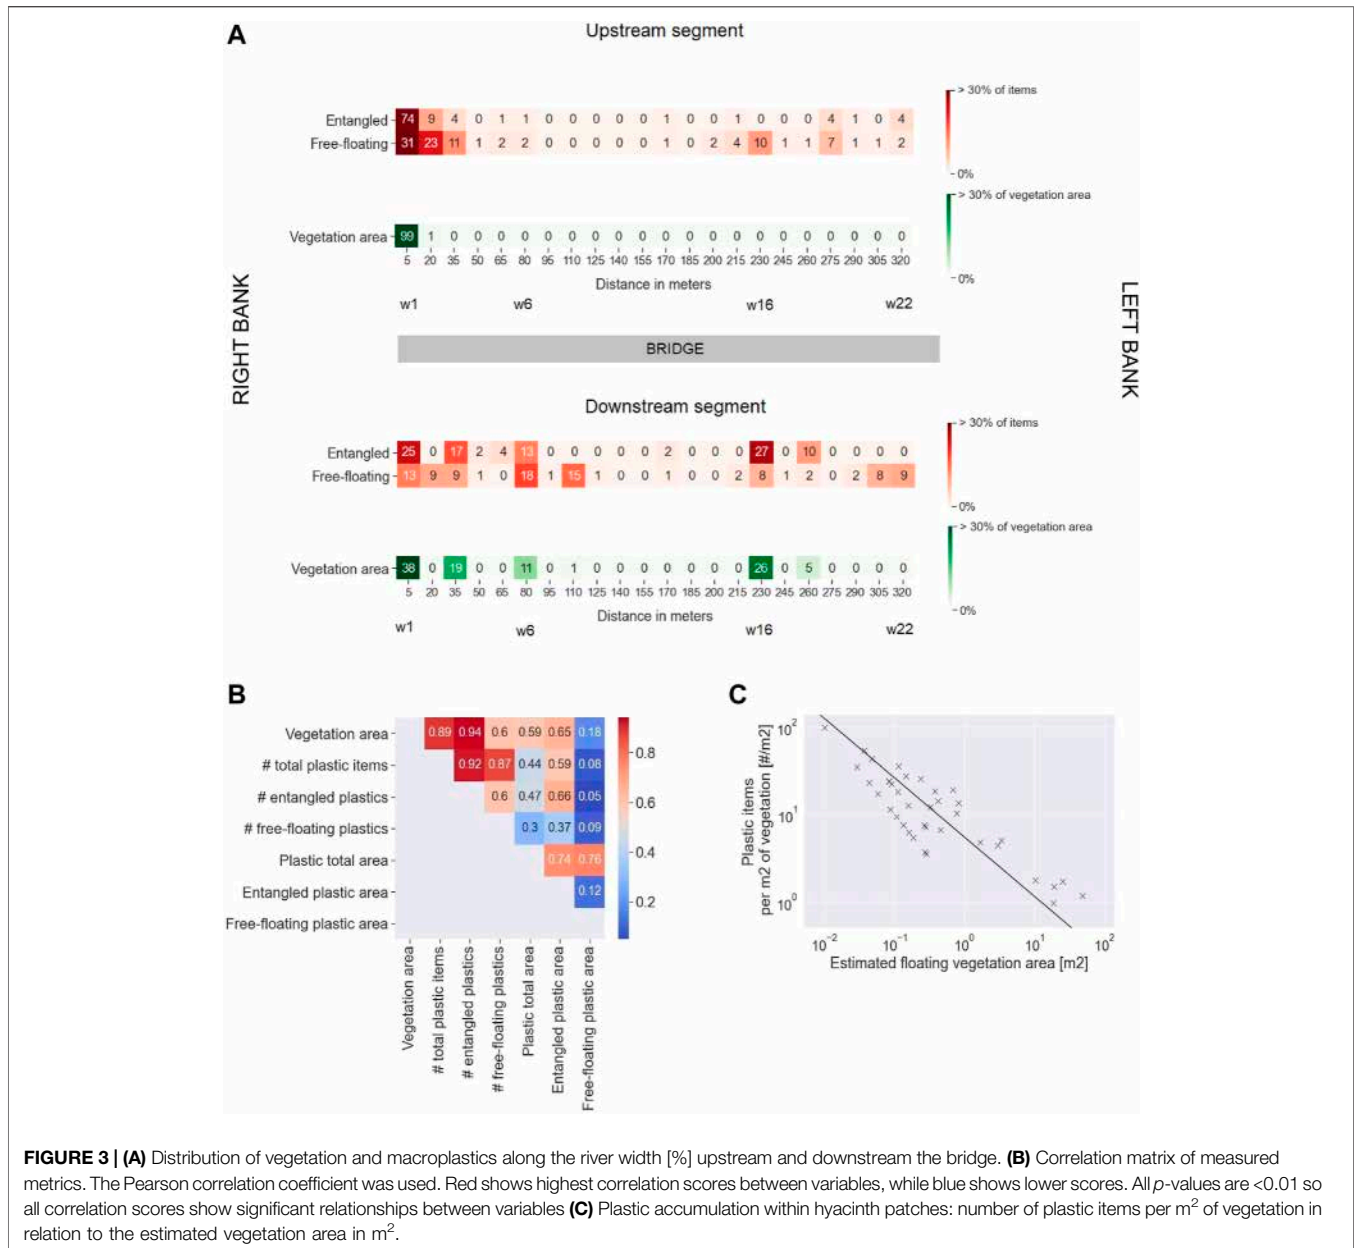 A
Upstream segment
Entangled 74 9 4 0 1 1 0 0 0 0 0 1 0 0 1 0 0 0 4 1 0 4
Free-floating 31 23 11 1 2 2 0 0 0 0 0 1 0 2 4 10 1 1 7 1 1 2
> 30% of items
0%
Vegetation area 99 1 0 0 0 0 0 0 0 0 0 0 0 0 0 0 0 0 0 0 0 0
> 30% of vegetation area
0%
5 20 35 50 65 80 95 110 125 140 155 170 185 200 215 230 245 260 275 290 305 320
Distance in meters
w1 w6 w16 w22
RIGHT BANK
LEFT BANK
BRIDGE
Downstream segment
Entangled 25 0 17 2 4 13 0 0 0 0 0 2 0 0 0 27 0 10 0 0 0 0
Free-floating 13 9 9 1 0 18 1 15 1 0 0 1 0 0 2 8 1 2 0 2 8 9
> 30% of items
0%
Vegetation area 38 0 19 0 0 11 0 1 0 0 0 0 0 0 0 26 0 5 0 0 0 0
> 30% of vegetation area
0%
5 20 35 50 65 80 95 110 125 140 155 170 185 200 215 230 245 260 275 290 305 320
Distance in meters
w1 w6 w16 w22
B
Vegetation area 0.89 0.94 0.6 0.59 0.65 0.18
# total plastic items 0.92 0.87 0.44 0.59 0.08
# entangled plastics 0.6 0.47 0.66 0.05
# free-floating plastics 0.3 0.37 0.09
Plastic total area 0.74 0.76
Entangled plastic area 0.12
Free-floating plastic area
Vegetation area
# total plastic items
# entangled plastics
# free-floating plastics
Plastic total area
Entangled plastic area
Free-floating plastic area
0.8
0.6
0.4
0.2
C
Plastic items
per m2 of vegetation [#/m2]
10²
10¹
10⁰
10⁻² 10⁻¹ 10⁰ 10¹ 10²
Estimated floating vegetation area [m2]
FIGURE 3 | (A) Distribution of vegetation and macroplastics along the river width [%] upstream and downstream the bridge. (B) Correlation matrix of measured
metrics. The Pearson correlation coefficient was used. Red shows highest correlation scores between variables, while blue shows lower scores. All p-values are <0.01 so
all correlation scores show significant relationships between variables (C) Plastic accumulation within hyacinth patches: number of plastic items per m² of vegetation in
relation to the estimated vegetation area in m².